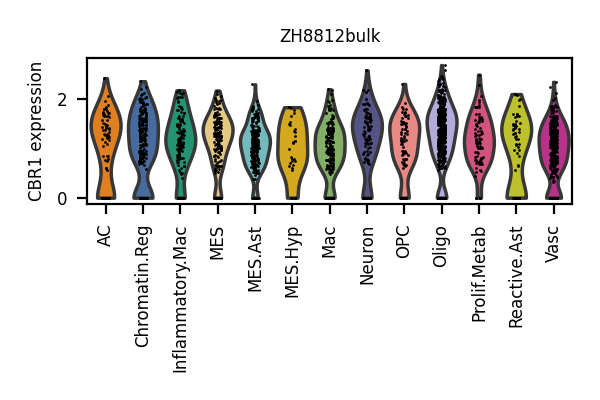 ZH8812bulk
CBR1 expression
2
0
AC
Chromatin.Reg
Inflammatory.Mac
MES
MES.Ast
MES.Hyp
Mac
Neuron
OPC
Oligo
Prolif.Metab
Reactive.Ast
Vasc